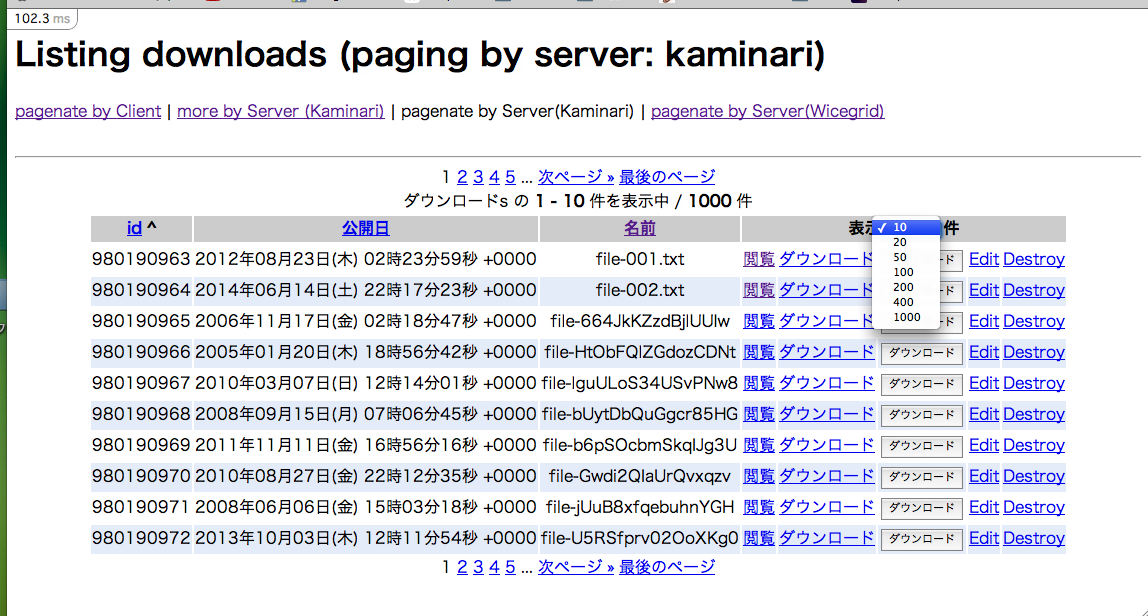 102.3 ms
Listing downloads (paging by server: kaminari)
pagenate by Client | more by Server (Kaminari) | pagenate by Server(Kaminari) | pagenate by Server(Wicegrid)
1 2 3 4 5 ... 次ページ » 最後のページ
ダウンロードs の 1 - 10 件を表示中 / 1000 件
id ^ 公開日 名前 表示 件
10
20
50
100
200
400
1000
980190963 2012年08月23日(木) 02時23分59秒 +0000 file-001.txt 閲覧 ダウンロード ード Edit Destroy
980190964 2014年06月14日(土) 22時17分23秒 +0000 file-002.txt 閲覧 ダウンロード ード Edit Destroy
980190965 2006年11月17日(金) 02時18分47秒 +0000 file-664JkKZzdBjlUUlw 閲覧 ダウンロード ード Edit Destroy
980190966 2005年01月20日(木) 18時56分42秒 +0000 file-HtObFQlZGdozCDNt 閲覧 ダウンロード ダウンロード Edit Destroy
980190967 2010年03月07日(日) 12時14分01秒 +0000 file-lguULoS34USvPNw8 閲覧 ダウンロード ダウンロード Edit Destroy
980190968 2008年09月15日(月) 07時06分45秒 +0000 file-bUytDbQuGgcr85HG 閲覧 ダウンロード ダウンロード Edit Destroy
980190969 2011年11月11日(金) 16時56分16秒 +0000 file-b6pSOcbmSkqlJg3U 閲覧 ダウンロード ダウンロード Edit Destroy
980190970 2010年08月27日(金) 22時12分35秒 +0000 file-Gwdi2QlaUrQvxqzv 閲覧 ダウンロード ダウンロード Edit Destroy
980190971 2008年06月06日(金) 15時03分18秒 +0000 file-jUuB8xfqebuhnYGH 閲覧 ダウンロード ダウンロード Edit Destroy
980190972 2013年10月03日(木) 12時11分54秒 +0000 file-U5RSfprv02OoXKg0 閲覧 ダウンロード ダウンロード Edit Destroy
1 2 3 4 5 ... 次ページ » 最後のページ